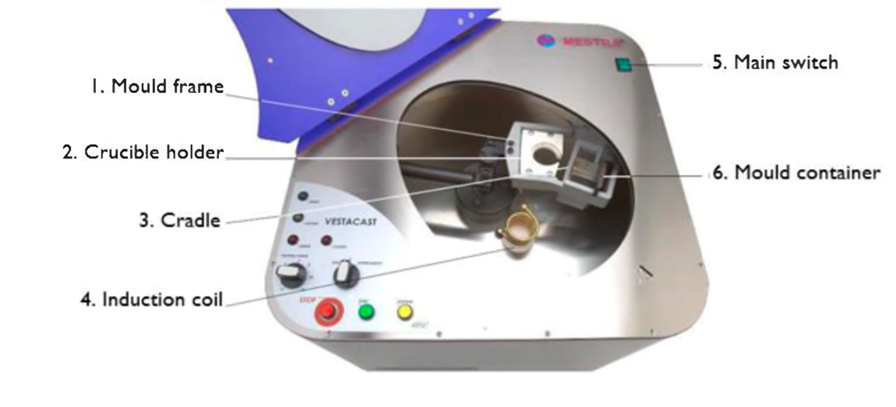 MESTRA
5. Main switch
1. Mould frame
2. Crucible holder
6. Mould container
3. Cradle
VESTACAST
4. Induction coil
STOP